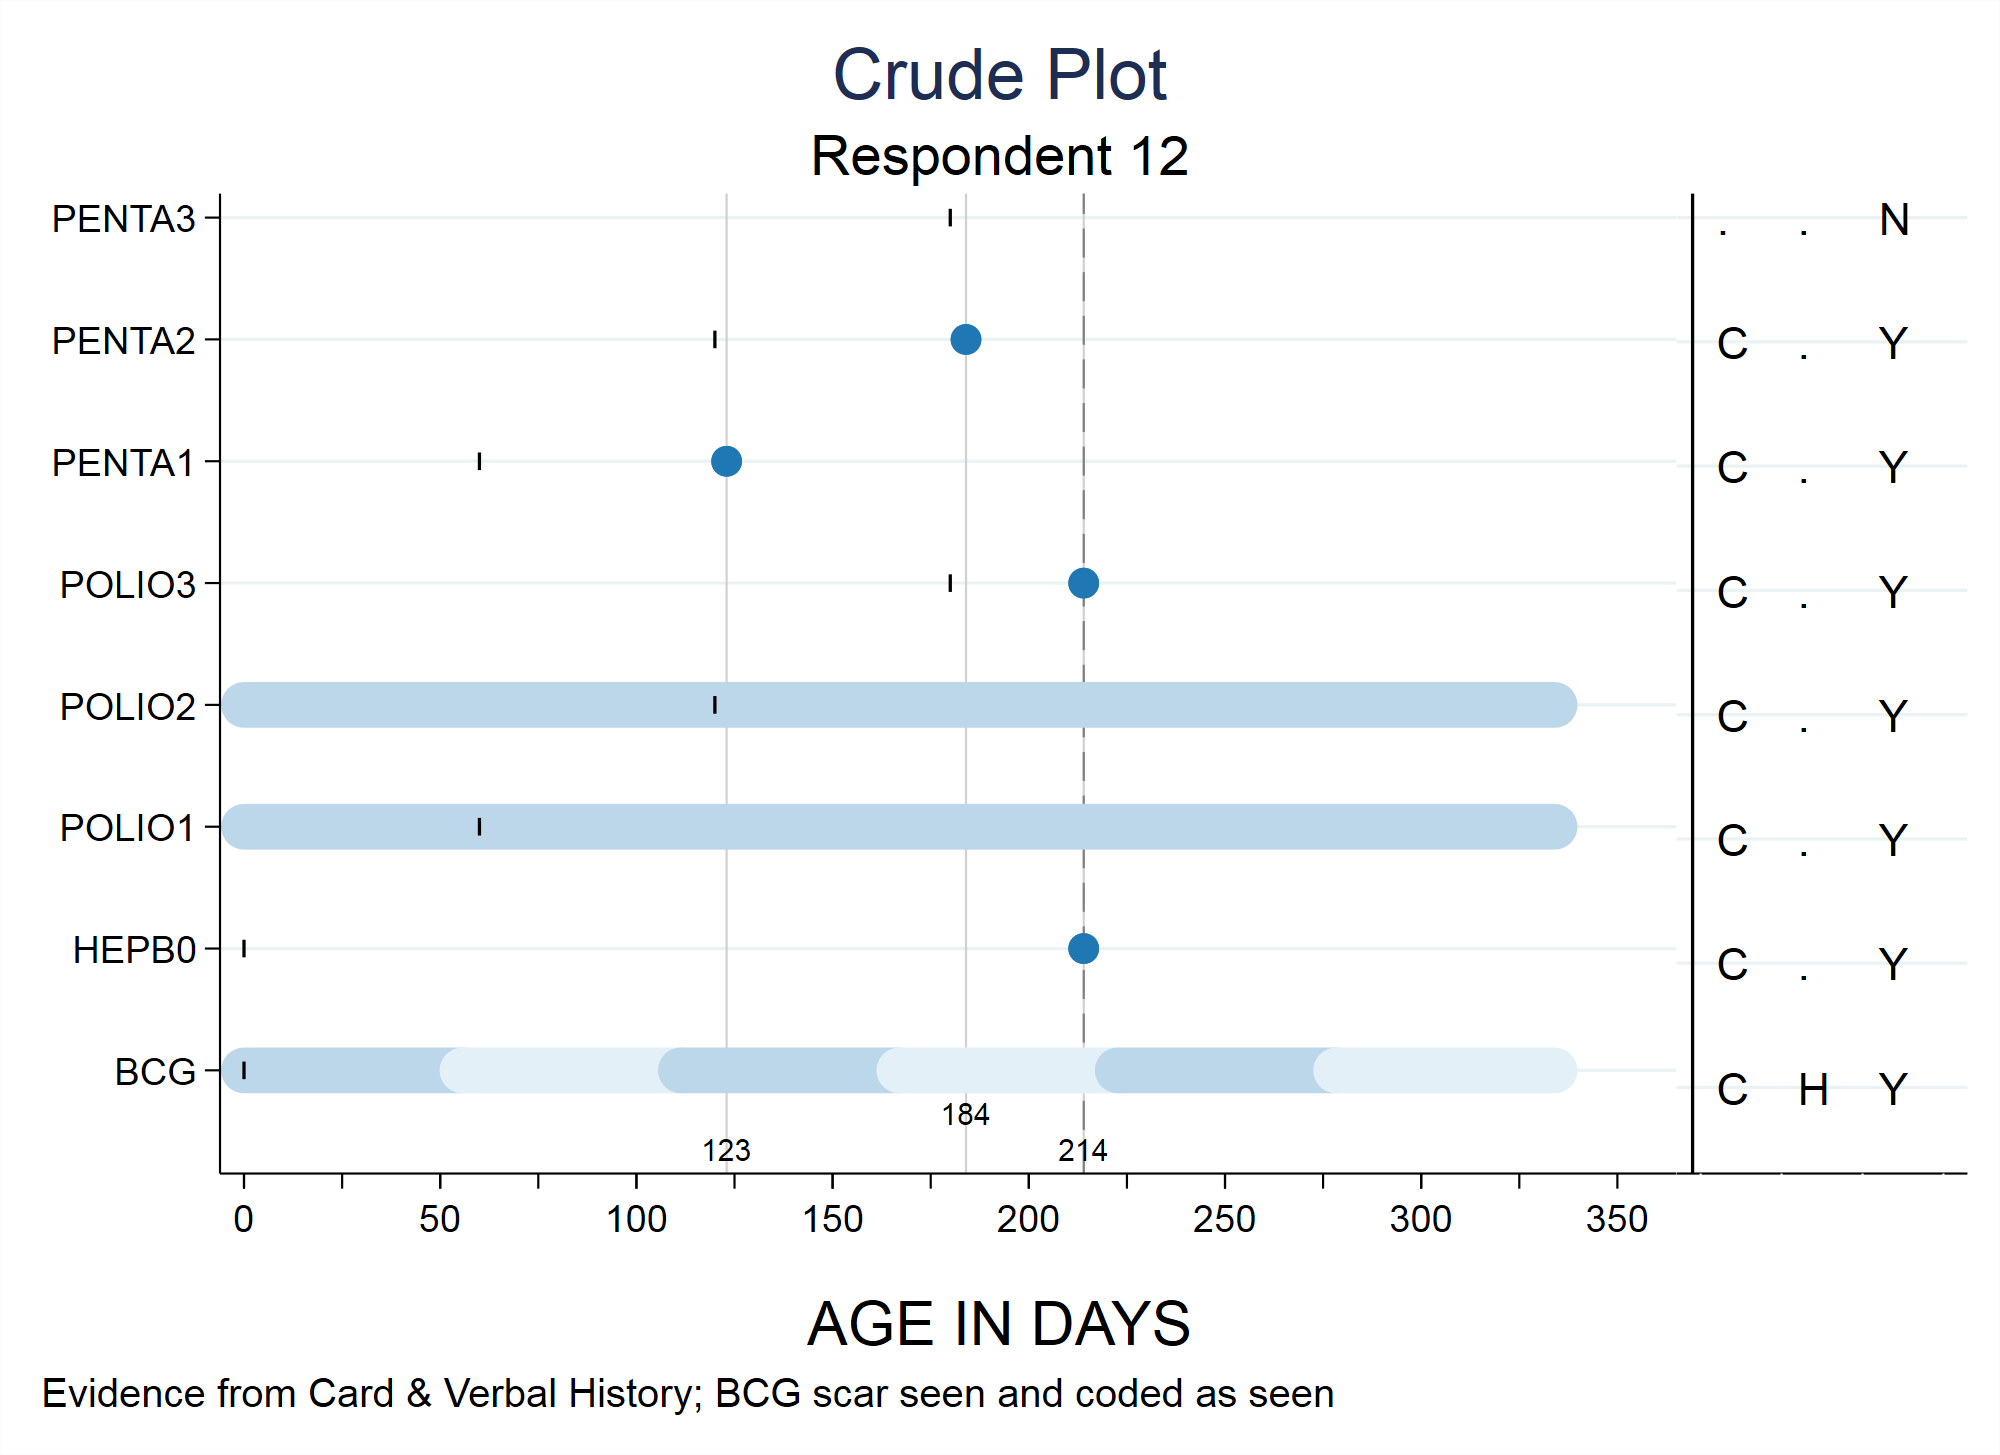 Crude Plot
Respondent 12
PENTA3 . . N
PENTA2 C . Y
PENTA1 C . Y
POLIO3 C . Y
POLIO2 C . Y
POLIO1 C . Y
HEPB0 C . Y
BCG C H Y
184
123 214
0 50 100 150 200 250 300 350
AGE IN DAYS
Evidence from Card & Verbal History; BCG scar seen and coded as seen